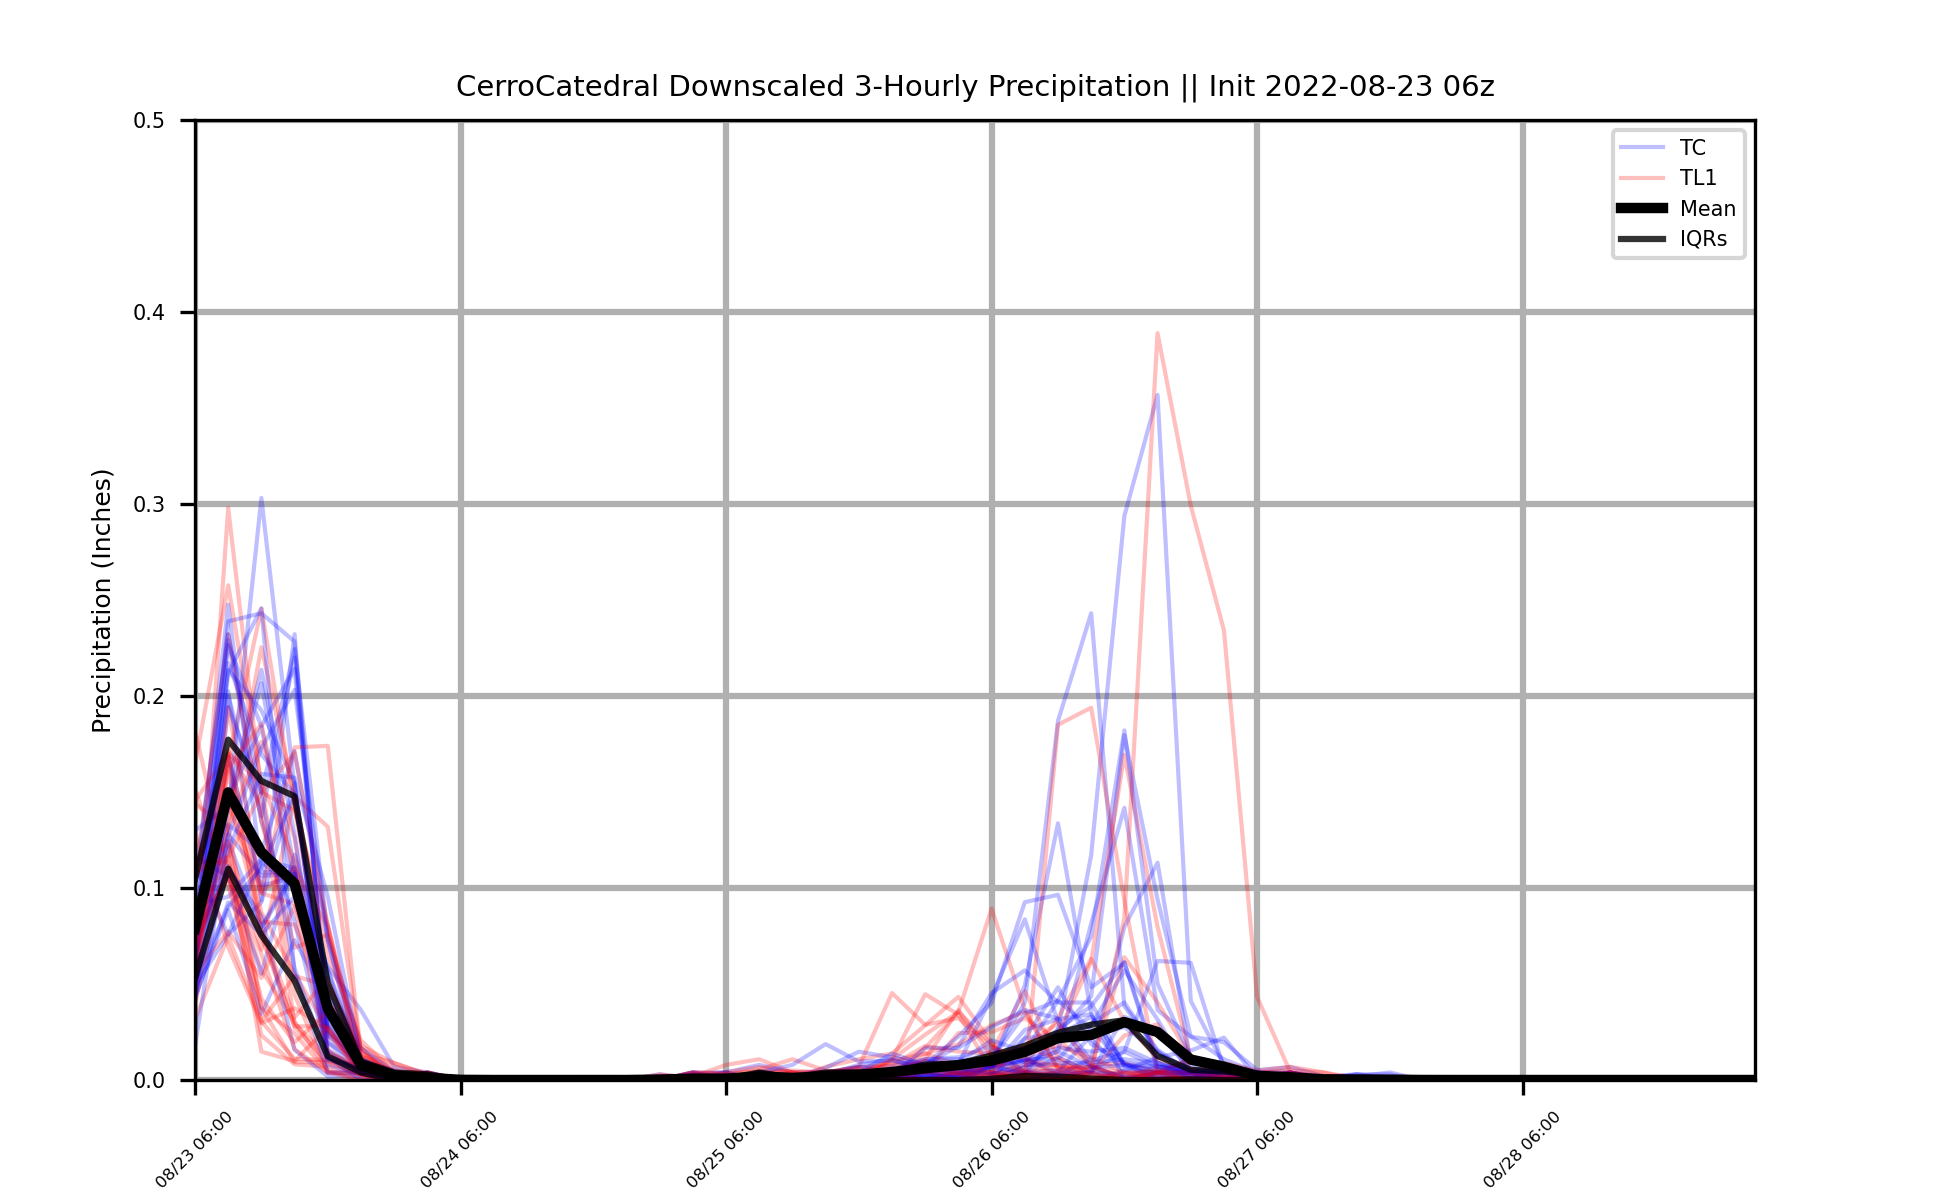 CerroCatedral Downscaled 3-Hourly Precipitation || Init 2022-08-23 06z
Precipitation (Inches)
0.5
0.4
0.3
0.2
0.1
0.0
TC
TL1
Mean
IQRs
08/23 06:00
08/24 06:00
08/25 06:00
08/26 06:00
08/27 06:00
08/28 06:00